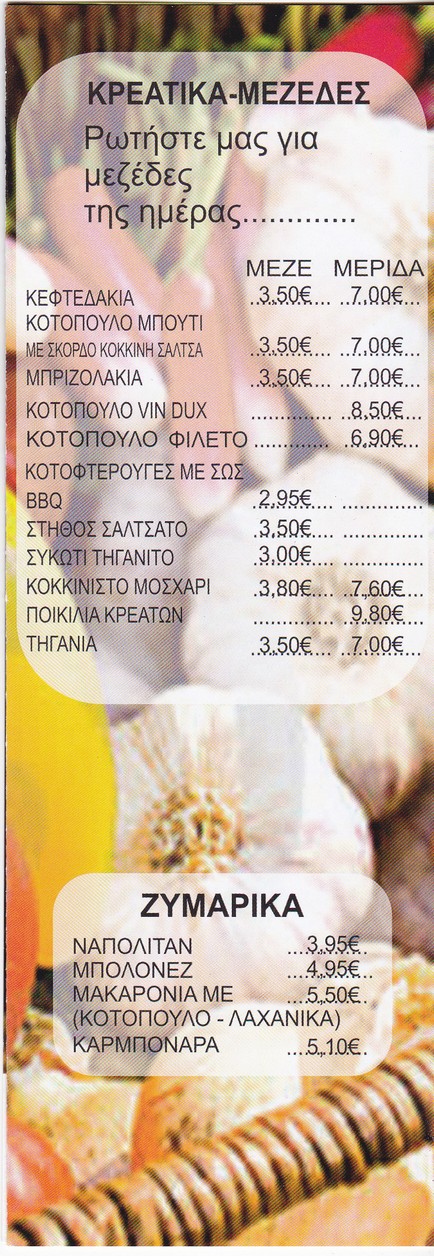 ΚΡΕΑΤΙΚΑ-ΜΕΖΕΔΕΣ
Ρωτήστε μας για
μεζέδες
της ημέρας.............
ΜΕΖΕ ΜΕΡΙΔΑ
ΚΕΦΤΕΔΑΚΙΑ ..3,50€.... ..7,00€...
ΚΟΤΟΠΟΥΛΟ ΜΠΟΥΤΙ
ΜΕ ΣΚΟΡΔΟ ΚΟΚΚΙΝΗ ΣΑΛΤΣΑ ..3,50€.... ..7,00€...
ΜΠΡΙΖΟΛΑΚΙΑ ..3,50€.... ..7,00€...
ΚΟΤΟΠΟΥΛΟ VIN DUX .............. ..8,50€...
ΚΟΤΟΠΟΥΛΟ ΦΙΛΕΤΟ ............. ..6,90€...
ΚΟΤΟΦΤΕΡΟΥΓΕΣ ΜΕ ΣΩΣ
BBQ ..2,95€.... ..............
ΣΤΗΘΟΣ ΣΑΛΤΣΑΤΟ ..3,50€.... ..............
ΣΥΚΩΤΙ ΤΗΓΑΝΙΤΟ ..3,00€.... ..............
ΚΟΚΚΙΝΙΣΤΟ ΜΟΣΧΑΡΙ ..3,80€.... ..7,60€....
ΠΟΙΚΙΛΙΑ ΚΡΕΑΤΩΝ .............. ..9,80€....
ΤΗΓΑΝΙΑ ..3,50€.... ..7,00€....
ΖΥΜΑΡΙΚΑ
ΝΑΠΟΛΙΤΑΝ ...3,95€..
ΜΠΟΛΟΝΕΖ ...4,95€...
ΜΑΚΑΡΟΝΙΑ ΜΕ ...5,50€..
(ΚΟΤΟΠΟΥΛΟ - ΛΑΧΑΝΙΚΑ)
ΚΑΡΜΠΟΝΑΡΑ ....5,10€..